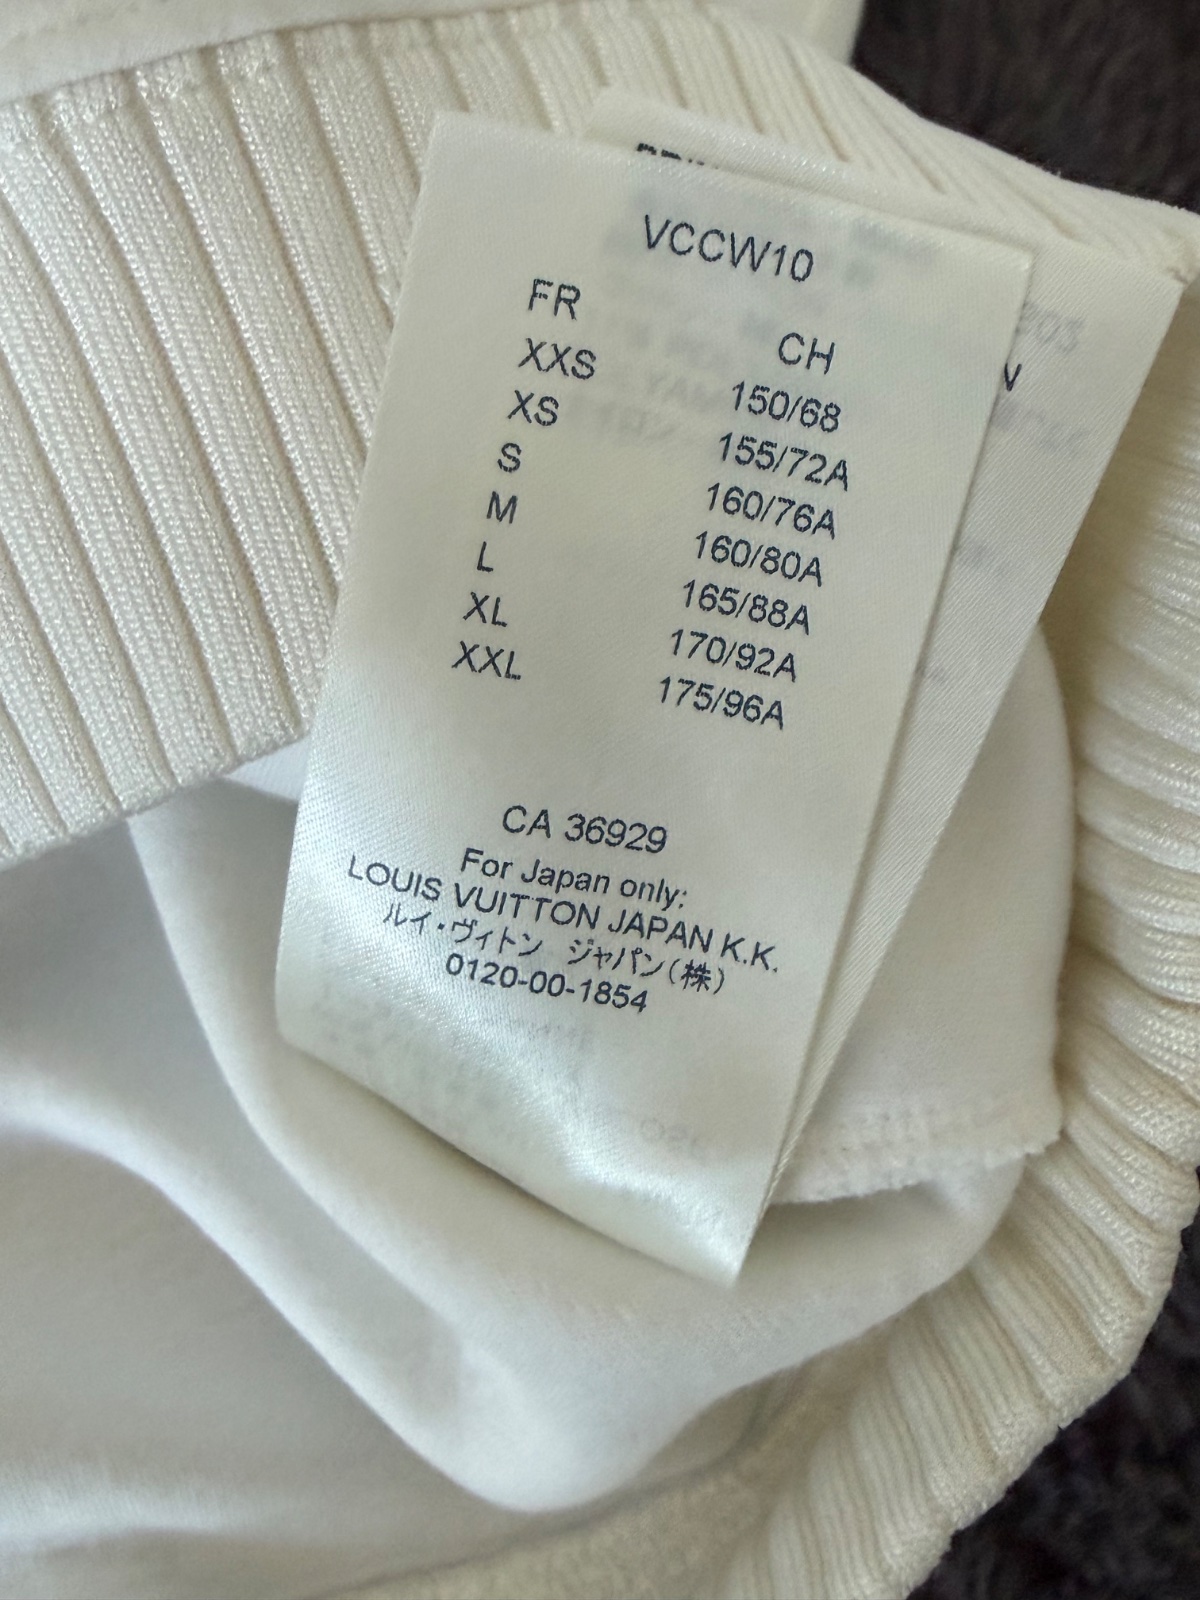 VCCW10
FR CH
XXS 150/68
XS 155/72A
S 160/76A
M 160/80A
L 165/88A
XL 170/92A
XXL 175/96A
CA 36929
For Japan only:
LOUIS VUITTON JAPAN K.K.
ルイ・ヴィトン ジャパン(株)
0120-00-1854